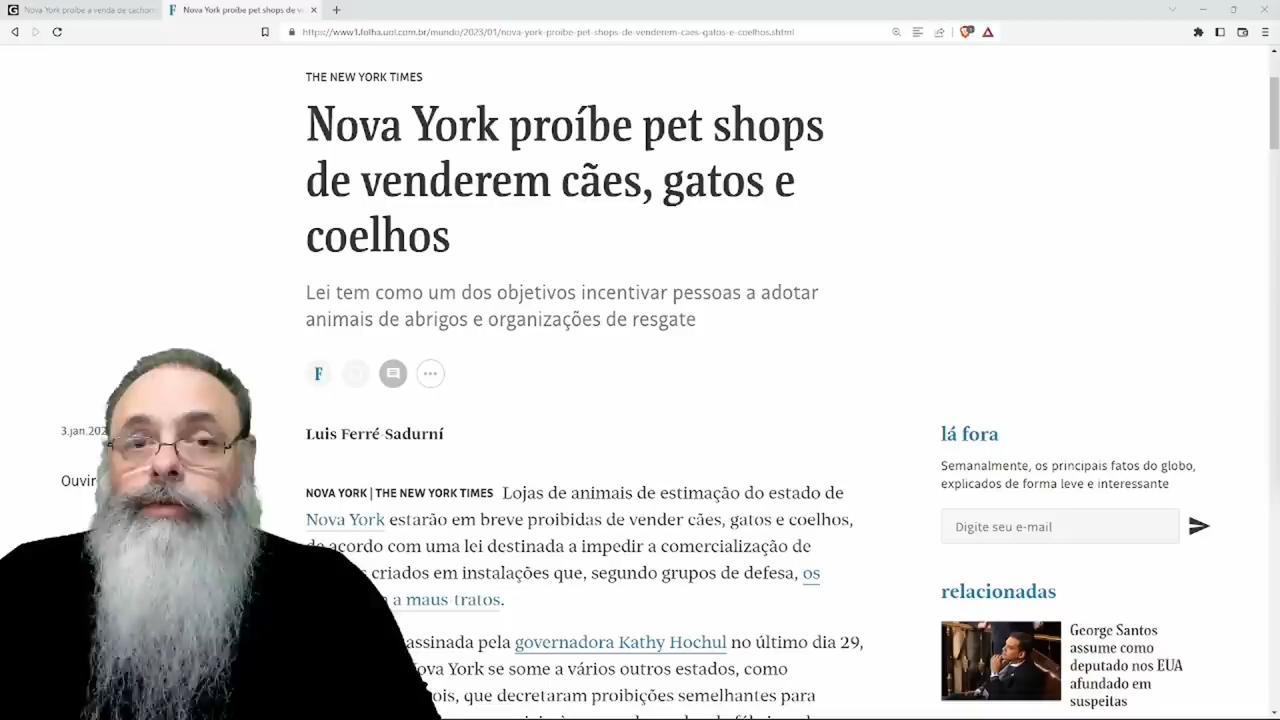 Nova York proíbe a venda de cachorr
Nova York proíbe pet shops de ve
https://www1.folha.uol.com.br/mundo/2023/01/nova-york-proibe-pet-shops-de-venderem-caes-gatos-e-coelhos.shtml
THE NEW YORK TIMES
Nova York proíbe pet shops
de venderem cães, gatos e
coelhos
Lei tem como um dos objetivos incentivar pessoas a adotar
animais de abrigos e organizações de resgate
F
3.jan.202
Ouvir
Luis Ferré-Sadurní
NOVA YORK | THE NEW YORK TIMES Lojas de animais de estimação do estado de
Nova York estarão em breve proibidas de vender cães, gatos e coelhos,
de acordo com uma lei destinada a impedir a comercialização de
criados em instalações que, segundo grupos de defesa, os
a maus-tratos.
assinada pela governadora Kathy Hochul no último dia 29,
Nova York se some a vários outros estados, como
que decretaram proibições semelhantes para
lá fora
Semanalmente, os principais fatos do globo,
explicados de forma leve e interessante
Digite seu e-mail
relacionadas
George Santos
assume como
deputado nos EUA
afundado em
suspeitas